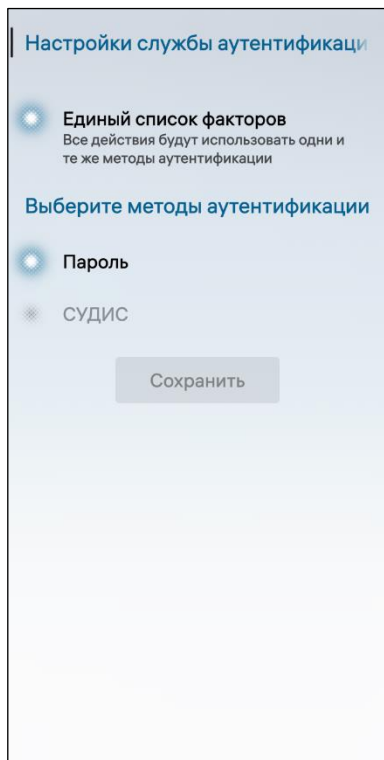 Настройки службы аутентификаци
Единый список факторов
Все действия будут использовать одни и
те же методы аутентификации
Выберите методы аутентификации
Пароль
СУДИС
Сохранить